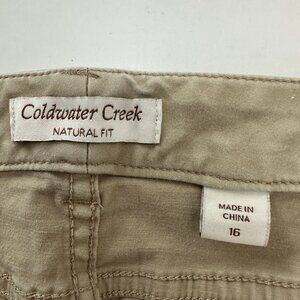 Coldwater Creek
NATURAL FIT
MADE IN
CHINA
16